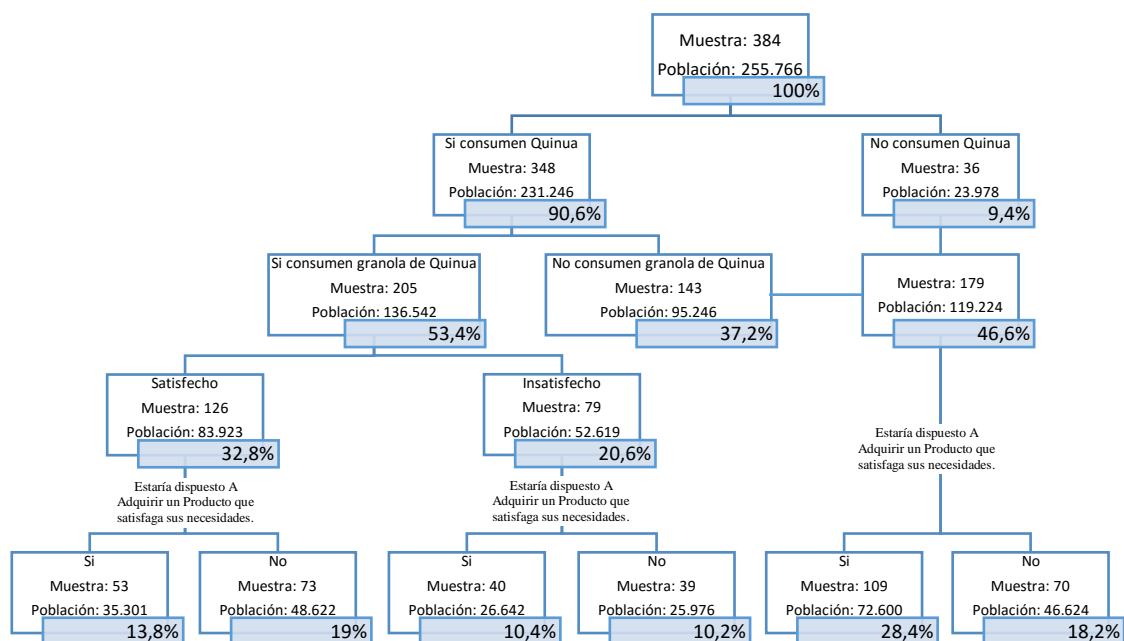 Muestra: 384
Población: 255.766
100%
Si consumen Quinua
Muestra: 348
Población: 231.246
90,6%
No consumen Quinua
Muestra: 36
Población: 23.978
9,4%
Si consumen granola de Quinua
Muestra: 205
Población: 136.542
53,4%
No consumen granola de Quinua
Muestra: 143
Población: 95.246
37,2%
Muestra: 179
Población: 119.224
46,6%
Satisfecho
Muestra: 126
Población: 83.923
32,8%
Insatisfecho
Muestra: 79
Población: 52.619
20,6%
Estaría dispuesto A
Adquirir un Producto que
satisfaga sus necesidades.
Estaría dispuesto A
Adquirir un Producto que
satisfaga sus necesidades.
Estaría dispuesto A
Adquirir un Producto que
satisfaga sus necesidades.
Si
Muestra: 53
Población: 35.301
13,8%
No
Muestra: 73
Población: 48.622
19%
Si
Muestra: 40
Población: 26.642
10,4%
No
Muestra: 39
Población: 25.976
10,2%
Si
Muestra: 109
Población: 72.600
28,4%
No
Muestra: 70
Población: 46.624
18,2%